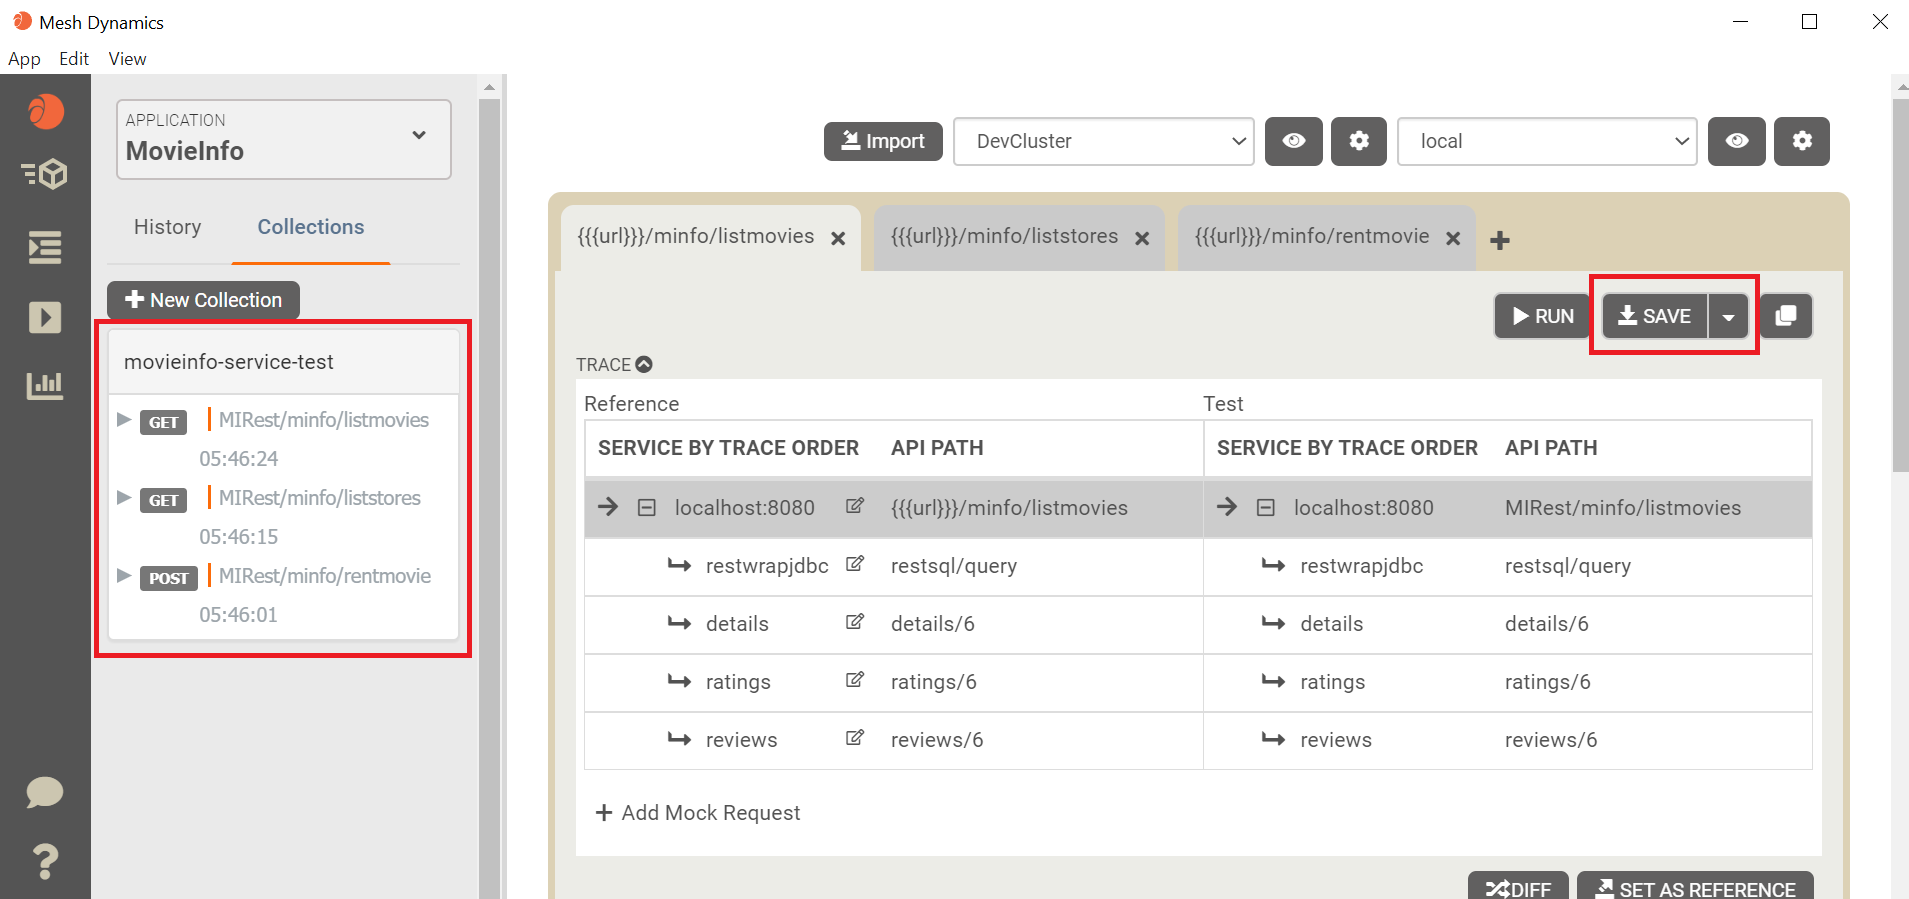 Mesh Dynamics
App Edit View
APPLICATION
MovieInfo
History Collections
New Collection
movieinfo-service-test
GET MIRest/minfo/listmovies
05:46:24
GET MIRest/minfo/liststores
05:46:15
POST MIRest/minfo/rentmovie
05:46:01
Import DevCluster local
{{{url}}}/minfo/listmovies {{{url}}}/minfo/liststores {{{url}}}/minfo/rentmovie
RUN SAVE
TRACE
Reference Test
SERVICE BY TRACE ORDER API PATH SERVICE BY TRACE ORDER API PATH
localhost:8080 {{{url}}}/minfo/listmovies localhost:8080 MIRest/minfo/listmovies
restwrapjdbc restsql/query restwrapjdbc restsql/query
details details/6 details details/6
ratings ratings/6 ratings ratings/6
reviews reviews/6 reviews reviews/6
+ Add Mock Request
DIFF SET AS REFERENCE